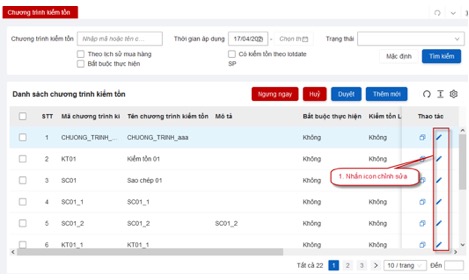 Chương trình kiểm tồn
Chương trình kiểm tồn Nhập mã hoặc tên c... Thời gian áp dụng 17/04/202 - Chọn th Trạng thái
Theo lịch sử mua hàng Có kiểm tồn theo lotdate
Bắt buộc thực hiện SP Mặc định Tìm kiếm
Danh sách chương trình kiểm tồn Ngưng ngay Huỷ Duyệt Thêm mới
STT Mã chương trình ki Tên chương trình kiểm tồn Mô tả Bắt buộc thực hiện Kiểm tồn L Thao tác
1 CHUONG_TRINH_... CHUONG_TRINH_aaa Không Không
2 KT01 Kiểm tồn 01 Không Không
3 SC01 Sao chép 01 Không Không
1. Nhấn icon chỉnh sửa
4 SC01_1 SC01_1 Không Không
5 SC01_2 SC01_2 SC01_2 Không Không
6 KT01_1 KT01_1 Không Không
Tất cả 22 1 2 3 > 10 / trang Đến